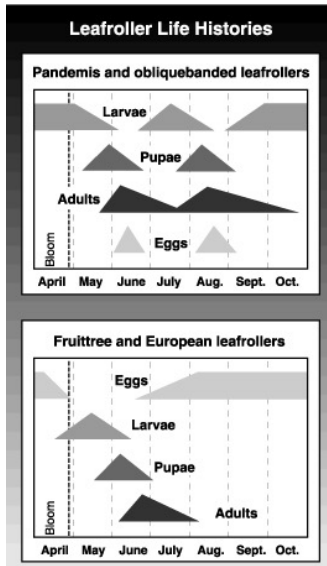 Leafroller Life Histories
Pandemis and obliquebanded leafrollers
Larvae
Pupae
Adults
Eggs
Bloom
April May June July Aug. Sept. Oct.
Fruittree and European leafrollers
Eggs
Larvae
Pupae
Adults
Bloom
April May June July Aug. Sept. Oct.